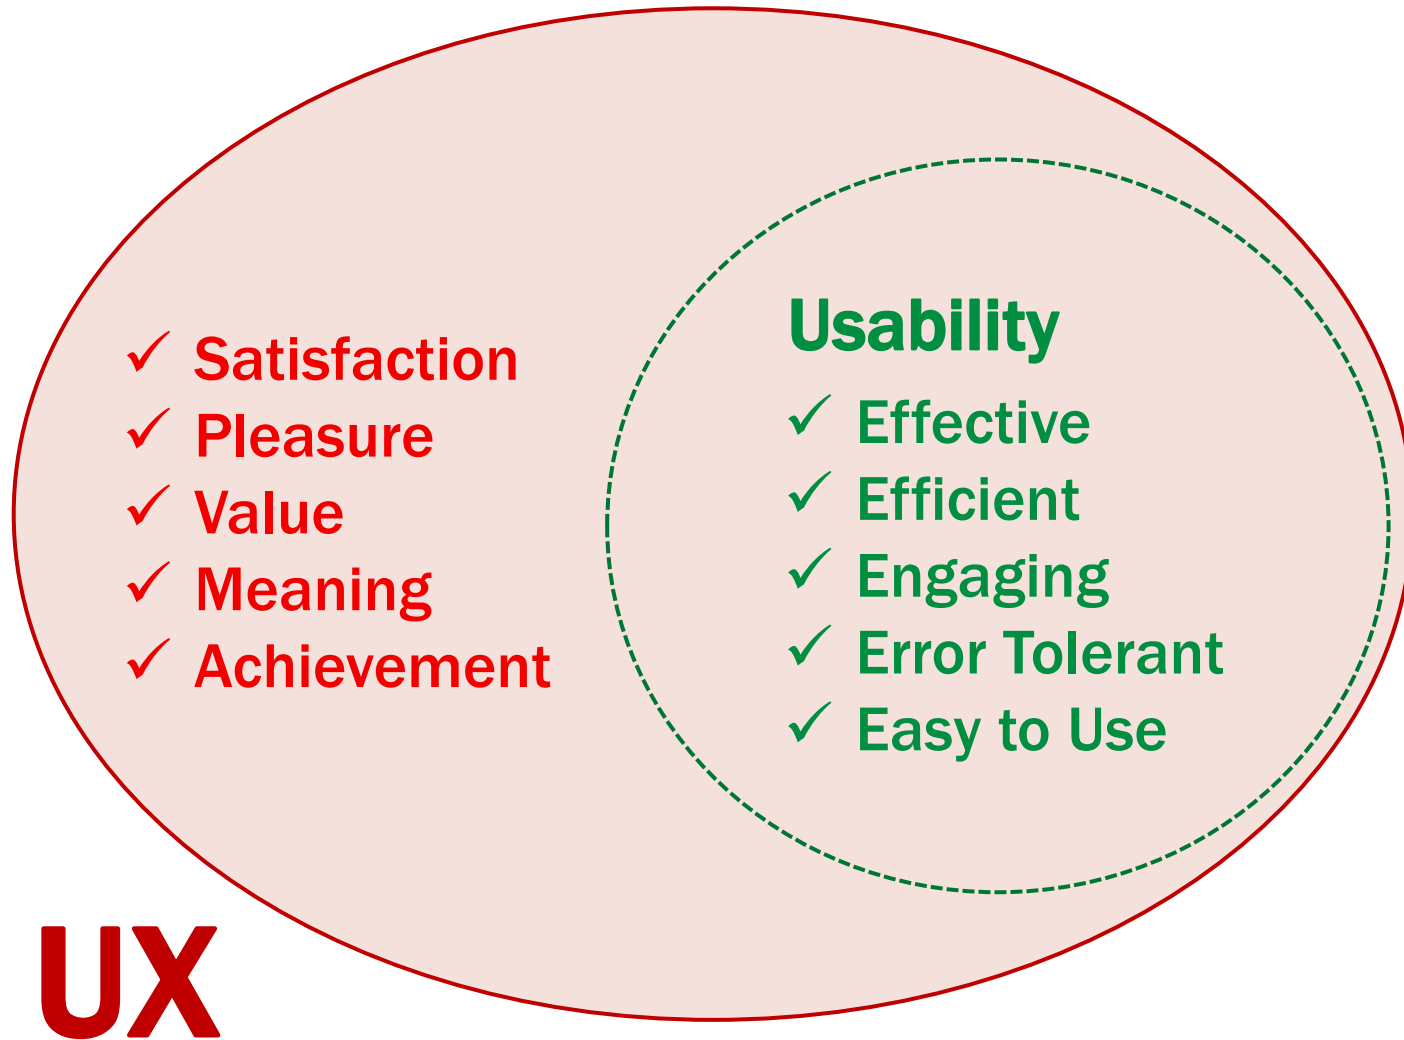 Satisfaction
Pleasure
Value
Meaning
Achievement
Usability
Effective
Efficient
Engaging
Error Tolerant
Easy to Use
UX